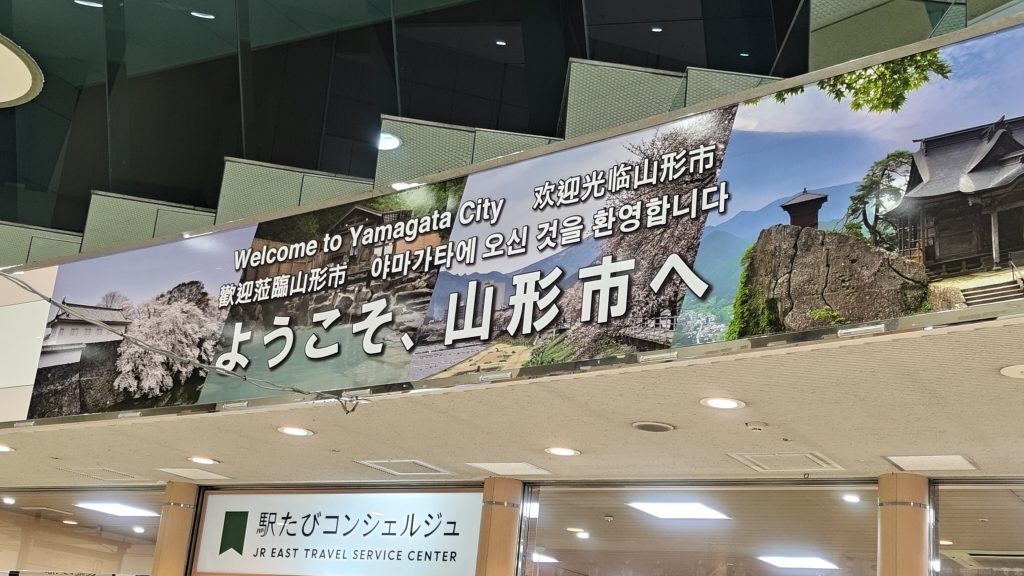 Welcome to Yamagata City 欢迎光临山形市
歡迎蒞臨山形市 야마가타에 오신 것을 환영합니다
ようこそ、山形市へ
駅たびコンシェルジュ
JR EAST TRAVEL SERVICE CENTER